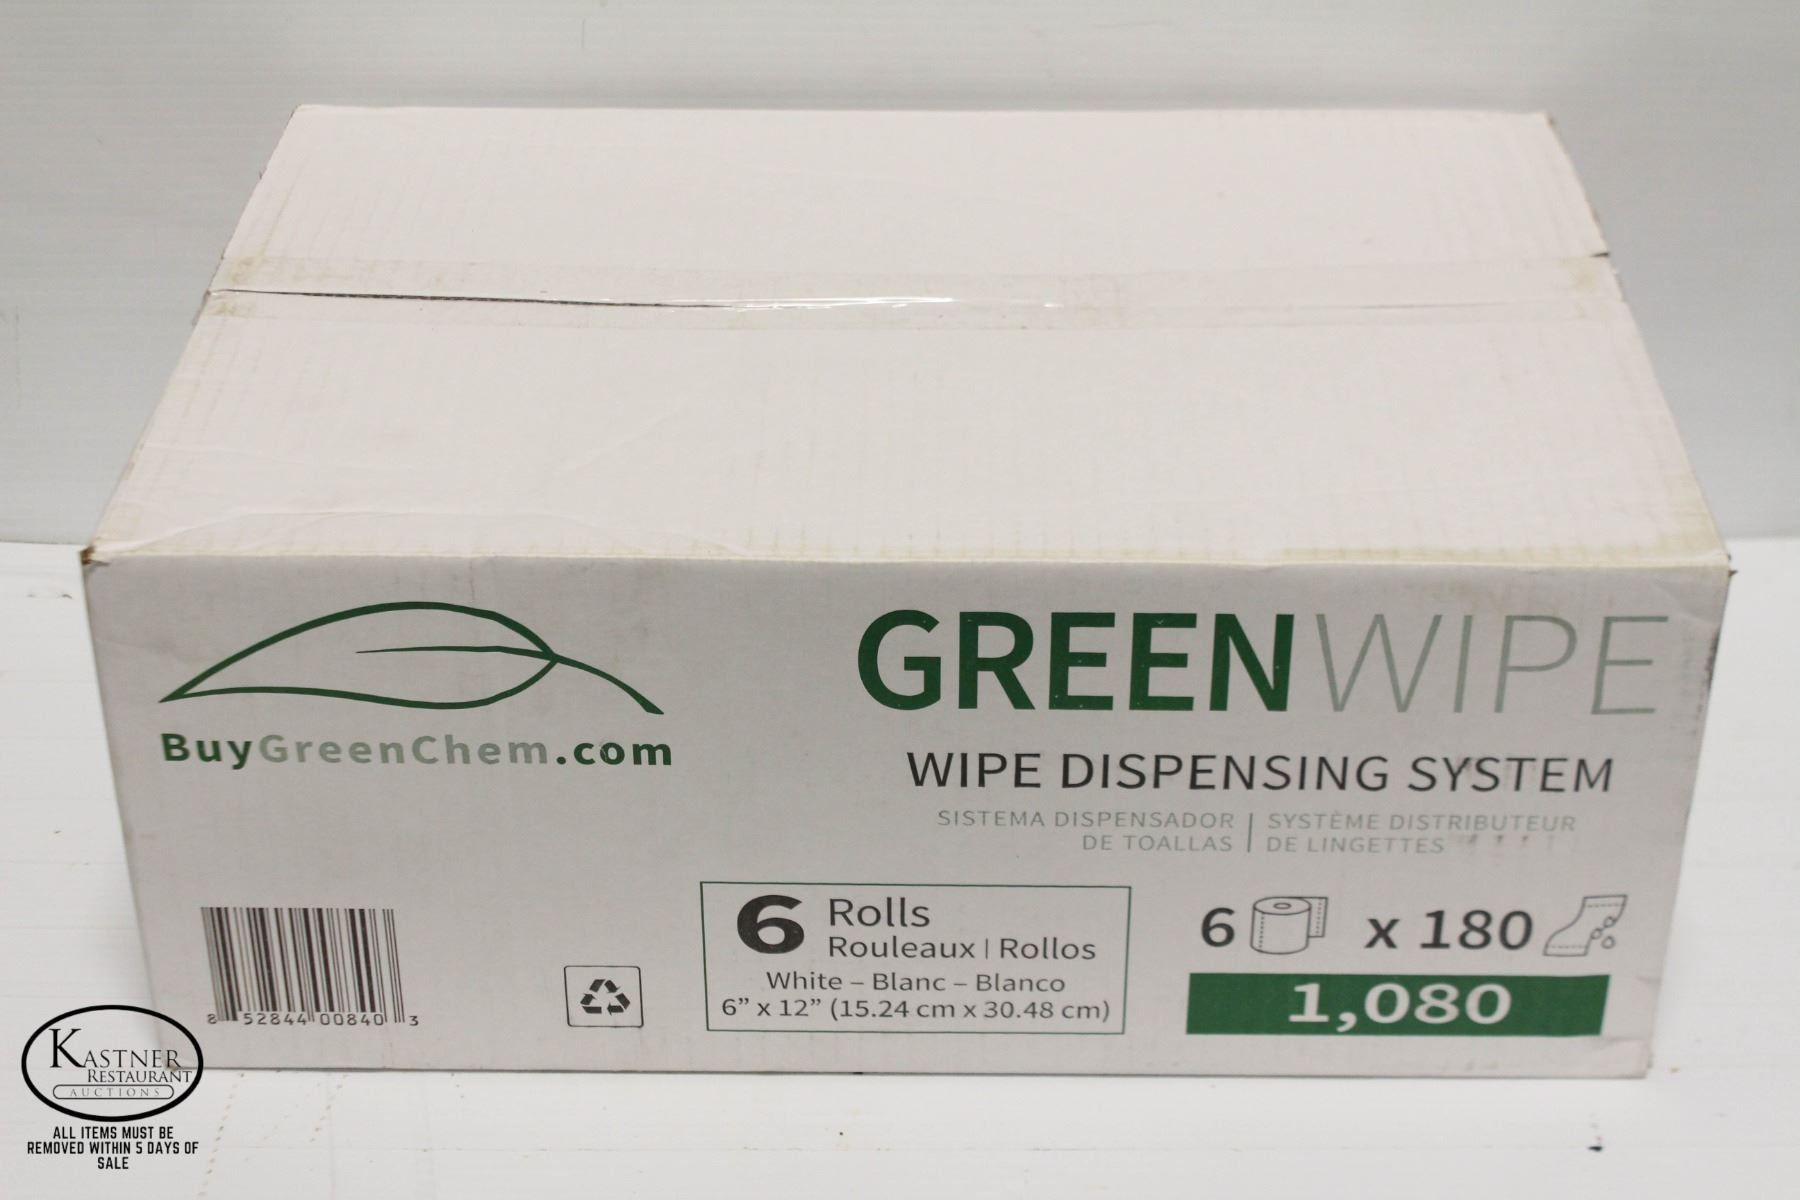 BuyGreenChem.com
GREENWIPE
WIPE DISPENSING SYSTEM
SISTEMA DISPENSADOR
DE TOALLAS
SYSTÈME DISTRIBUTEUR
DE LINGETTES
8 52844 00840 3
6 Rolls
Rouleaux | Rollos
White – Blanc – Blanco
6” x 12” (15.24 cm x 30.48 cm)
6 x 180
1,080
KASTNER
RESTAURANT
AUCTIONS
ALL ITEMS MUST BE
REMOVED WITHIN 5 DAYS OF
SALE